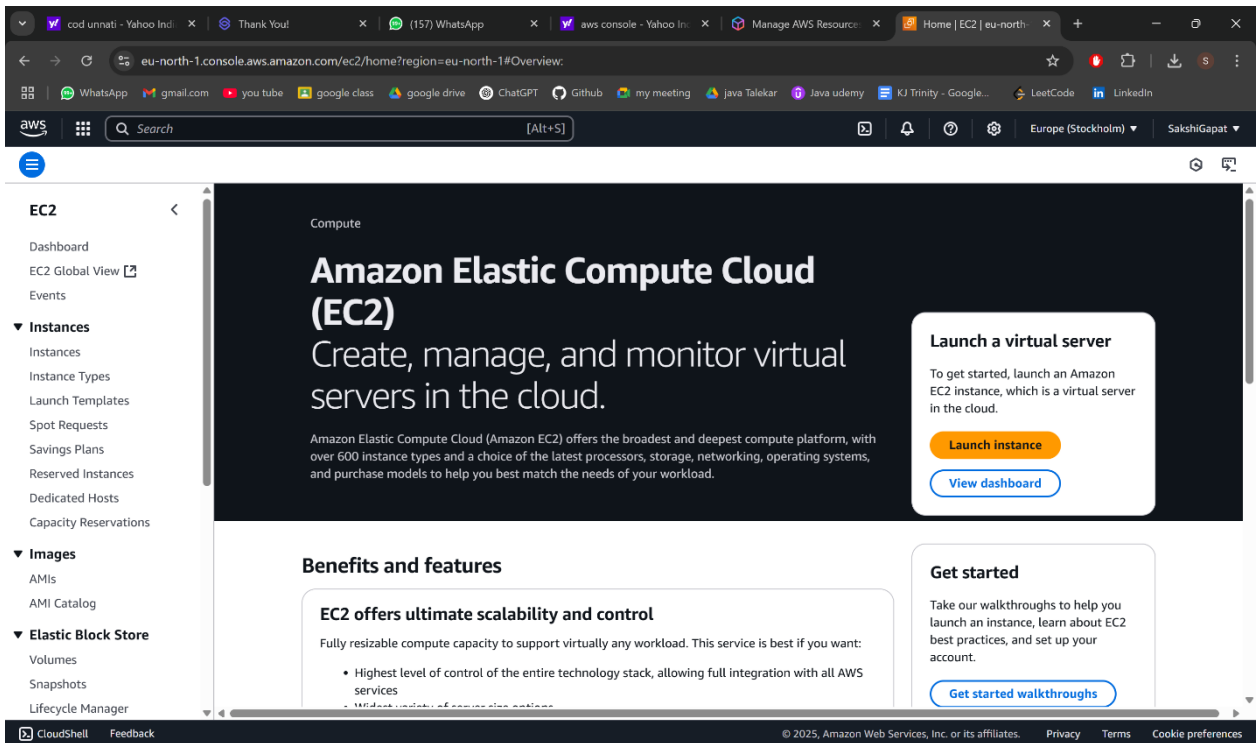 cod unnati - Yahoo Indi
Thank You!
(157) WhatsApp
aws console - Yahoo Inc
Manage AWS Resources
Home | EC2 | eu-north-
eu-north-1.console.aws.amazon.com/ec2/home?region=eu-north-1#Overview:
S
WhatsApp
gmail.com
you tube
google class
google drive
ChatGPT
Github
my meeting
java Talekar
Java udemy
KJ Trinity - Google...
LeetCode
LinkedIn
aws
Search
[Alt+S]
Europe (Stockholm)
SakshiGapat
EC2
Dashboard
EC2 Global View
Events
Instances
Instances
Instance Types
Launch Templates
Spot Requests
Savings Plans
Reserved Instances
Dedicated Hosts
Capacity Reservations
Images
AMIs
AMI Catalog
Elastic Block Store
Volumes
Snapshots
Lifecycle Manager
Compute
Amazon Elastic Compute Cloud
(EC2)
Create, manage, and monitor virtual
servers in the cloud.
Amazon Elastic Compute Cloud (Amazon EC2) offers the broadest and deepest compute platform, with
over 600 instance types and a choice of the latest processors, storage, networking, operating systems,
and purchase models to help you best match the needs of your workload.
Launch a virtual server
To get started, launch an Amazon
EC2 instance, which is a virtual server
in the cloud.
Launch instance
View dashboard
Benefits and features
EC2 offers ultimate scalability and control
Fully resizable compute capacity to support virtually any workload. This service is best if you want:
• Highest level of control of the entire technology stack, allowing full integration with all AWS
services
• Widest variety of server size options
Get started
Take our walkthroughs to help you
launch an instance, learn about EC2
best practices, and set up your
account.
Get started walkthroughs
CloudShell
Feedback
© 2025, Amazon Web Services, Inc. or its affiliates.
Privacy
Terms
Cookie preferences